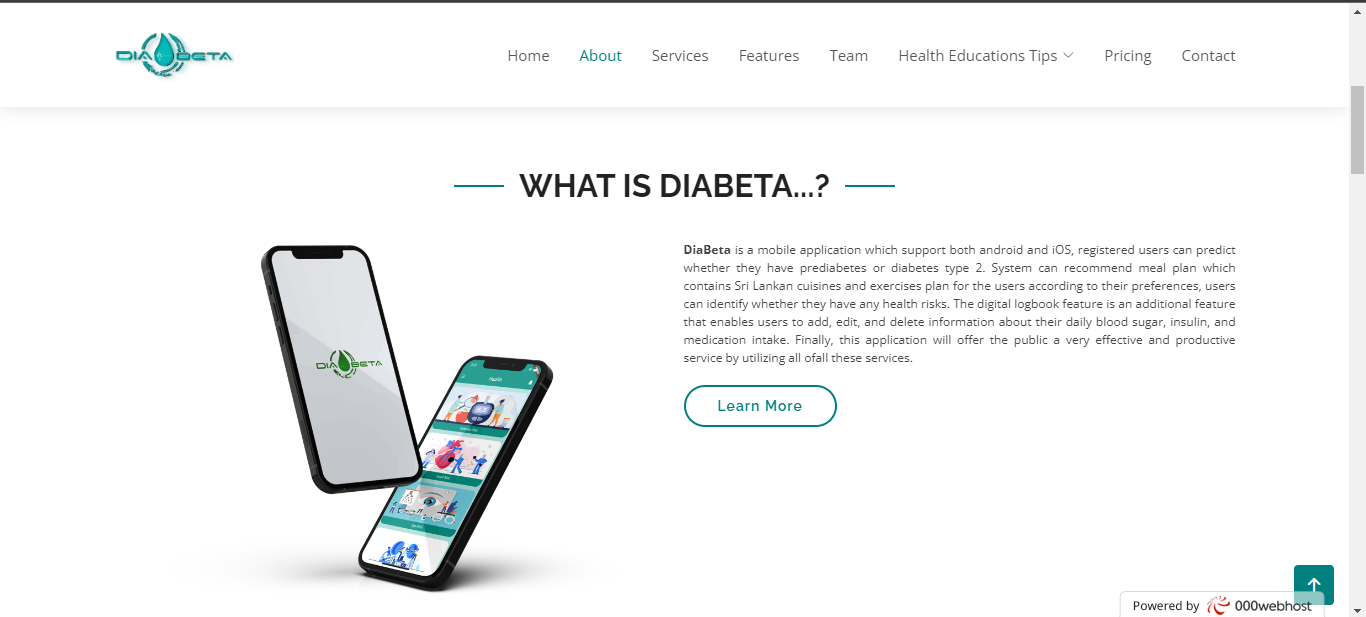 DIABETA
Home About Services Features Team Health Educations Tips Pricing Contact
WHAT IS DIABETA...?
DiaBeta is a mobile application which support both android and iOS, registered users can predict
whether they have prediabetes or diabetes type 2. System can recommend meal plan which
contains Sri Lankan cuisines and exercises plan for the users according to their preferences, users
can identify whether they have any health risks. The digital logbook feature is an additional feature
that enables users to add, edit, and delete information about their daily blood sugar, insulin, and
medication intake. Finally, this application will offer the public a very effective and productive
service by utilizing all ofall these services.
Learn More
DIABETA
Powered by 000webhost